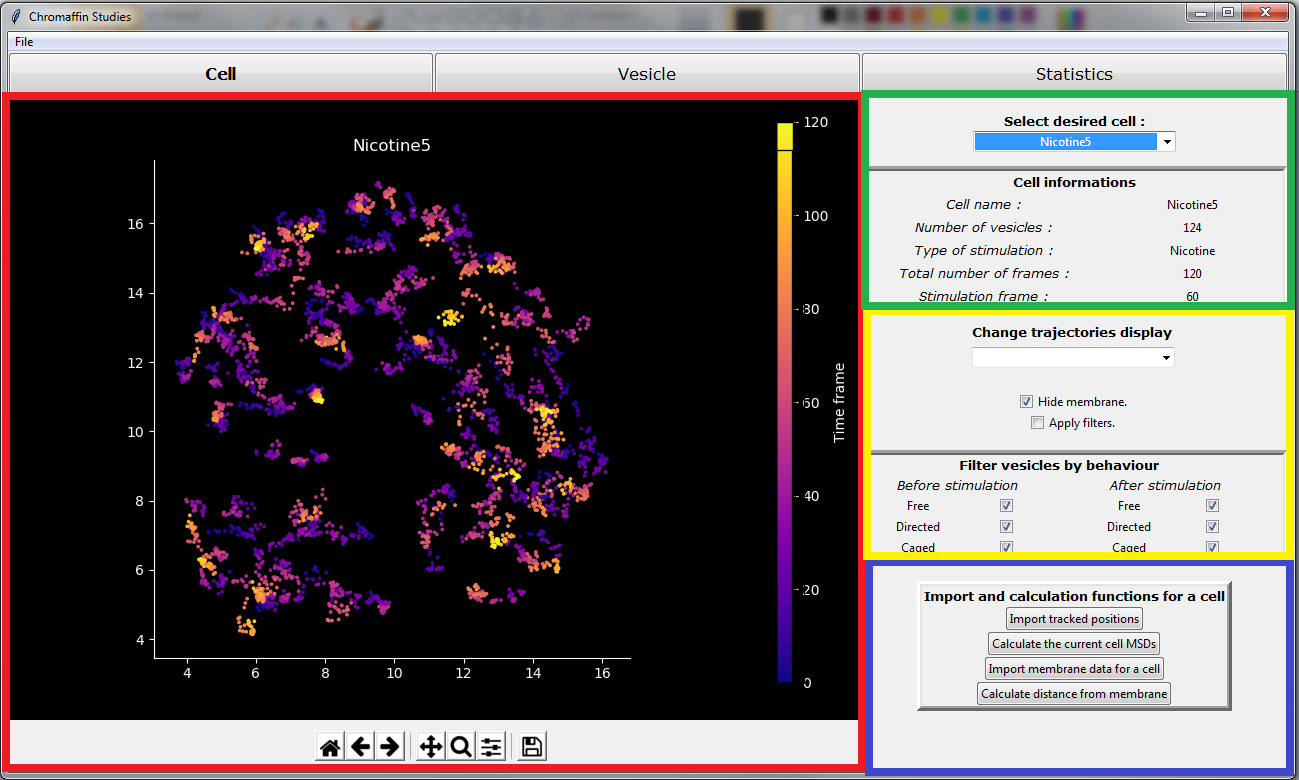 Chromaffin Studies
File
Cell
Vesicle
Statistics
Nicotine5
16
14
12
10
8
6
4
4
6
8
10
12
14
16
120
100
80
60
40
20
0
Time frame
Select desired cell :
Nicotine5
Cell informations
Cell name : Nicotine5
Number of vesicles : 124
Type of stimulation : Nicotine
Total number of frames : 120
Stimulation frame : 60
Change trajectories display
Hide membrane.
Apply filters.
Filter vesicles by behaviour
Before stimulation After stimulation
Free Free
Directed Directed
Caged Caged
Import and calculation functions for a cell
Import tracked positions
Calculate the current cell MSDs
Import membrane data for a cell
Calculate distance from membrane